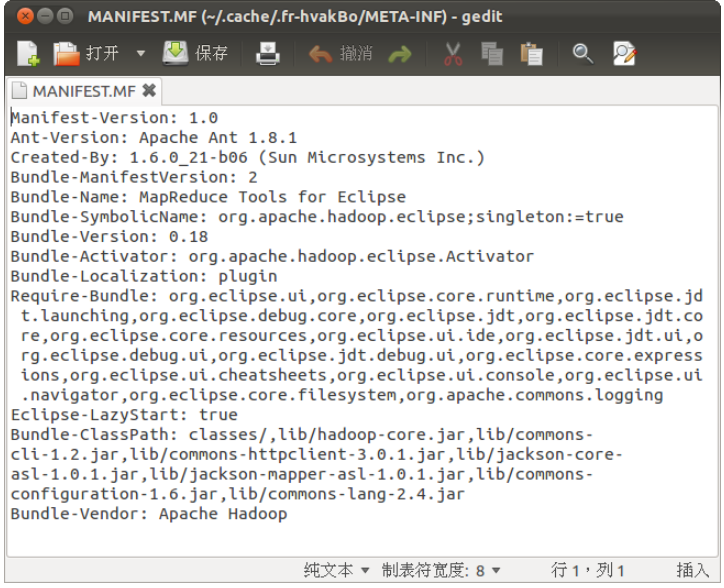 MANIFEST.MF (~/.cache/.fr-hvakBo/META-INF) - gedit
打开 保存 撤消
MANIFEST.MF
Manifest-Version: 1.0
Ant-Version: Apache Ant 1.8.1
Created-By: 1.6.0_21-b06 (Sun Microsystems Inc.)
Bundle-ManifestVersion: 2
Bundle-Name: MapReduce Tools for Eclipse
Bundle-SymbolicName: org.apache.hadoop.eclipse;singleton:=true
Bundle-Version: 0.18
Bundle-Activator: org.apache.hadoop.eclipse.Activator
Bundle-Localization: plugin
Require-Bundle: org.eclipse.ui,org.eclipse.core.runtime,org.eclipse.jd
 t.launching,org.eclipse.debug.core,org.eclipse.jdt,org.eclipse.jdt.co
 re,org.eclipse.core.resources,org.eclipse.ui.ide,org.eclipse.jdt.ui,o
 rg.eclipse.debug.ui,org.eclipse.jdt.debug.ui,org.eclipse.core.express
 ions,org.eclipse.ui.cheatsheets,org.eclipse.ui.console,org.eclipse.ui
 .navigator,org.eclipse.core.filesystem,org.apache.commons.logging
Eclipse-LazyStart: true
Bundle-ClassPath: classes/,lib/hadoop-core.jar,lib/commons-
cli-1.2.jar,lib/commons-httpclient-3.0.1.jar,lib/jackson-core-
asl-1.0.1.jar,lib/jackson-mapper-asl-1.0.1.jar,lib/commons-
configuration-1.6.jar,lib/commons-lang-2.4.jar
Bundle-Vendor: Apache Hadoop
纯文本 制表符宽度: 8 行 1，列 1 插入